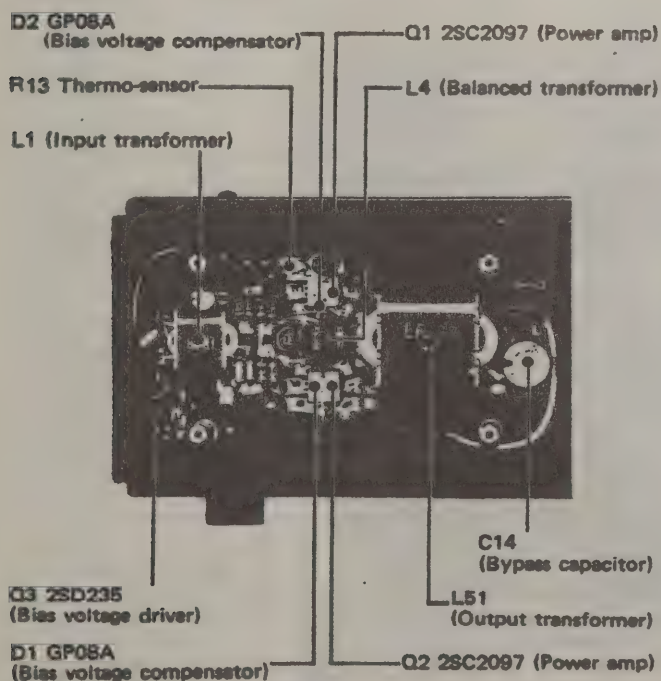 D2 GP08A
(Bias voltage compensator)
Q1 2SC2097 (Power amp)
R13 Thermo-sensor
L4 (Balanced transformer)
L1 (Input transformer)
C14
(Bypass capacitor)
Q3 2SD235
(Bias voltage driver)
L51
(Output transformer)
D1 GP08A
(Bias voltage compensator)
Q2 2SC2097 (Power amp)